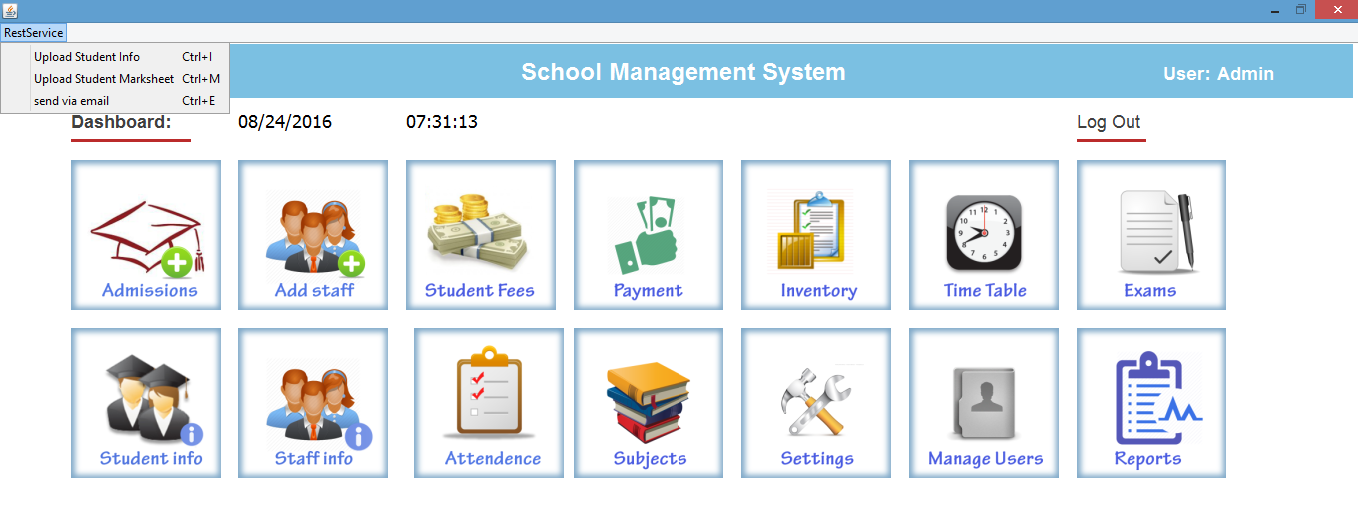 RestService
Upload Student Info Ctrl+I
Upload Student Marksheet Ctrl+M
send via email Ctrl+E
School Management System User: Admin
Dashboard: 08/24/2016 07:31:13 Log Out
Admissions Add staff Student Fees Payment Inventory Time Table Exams
Student info Staff info Attendence Subjects Settings Manage Users Reports